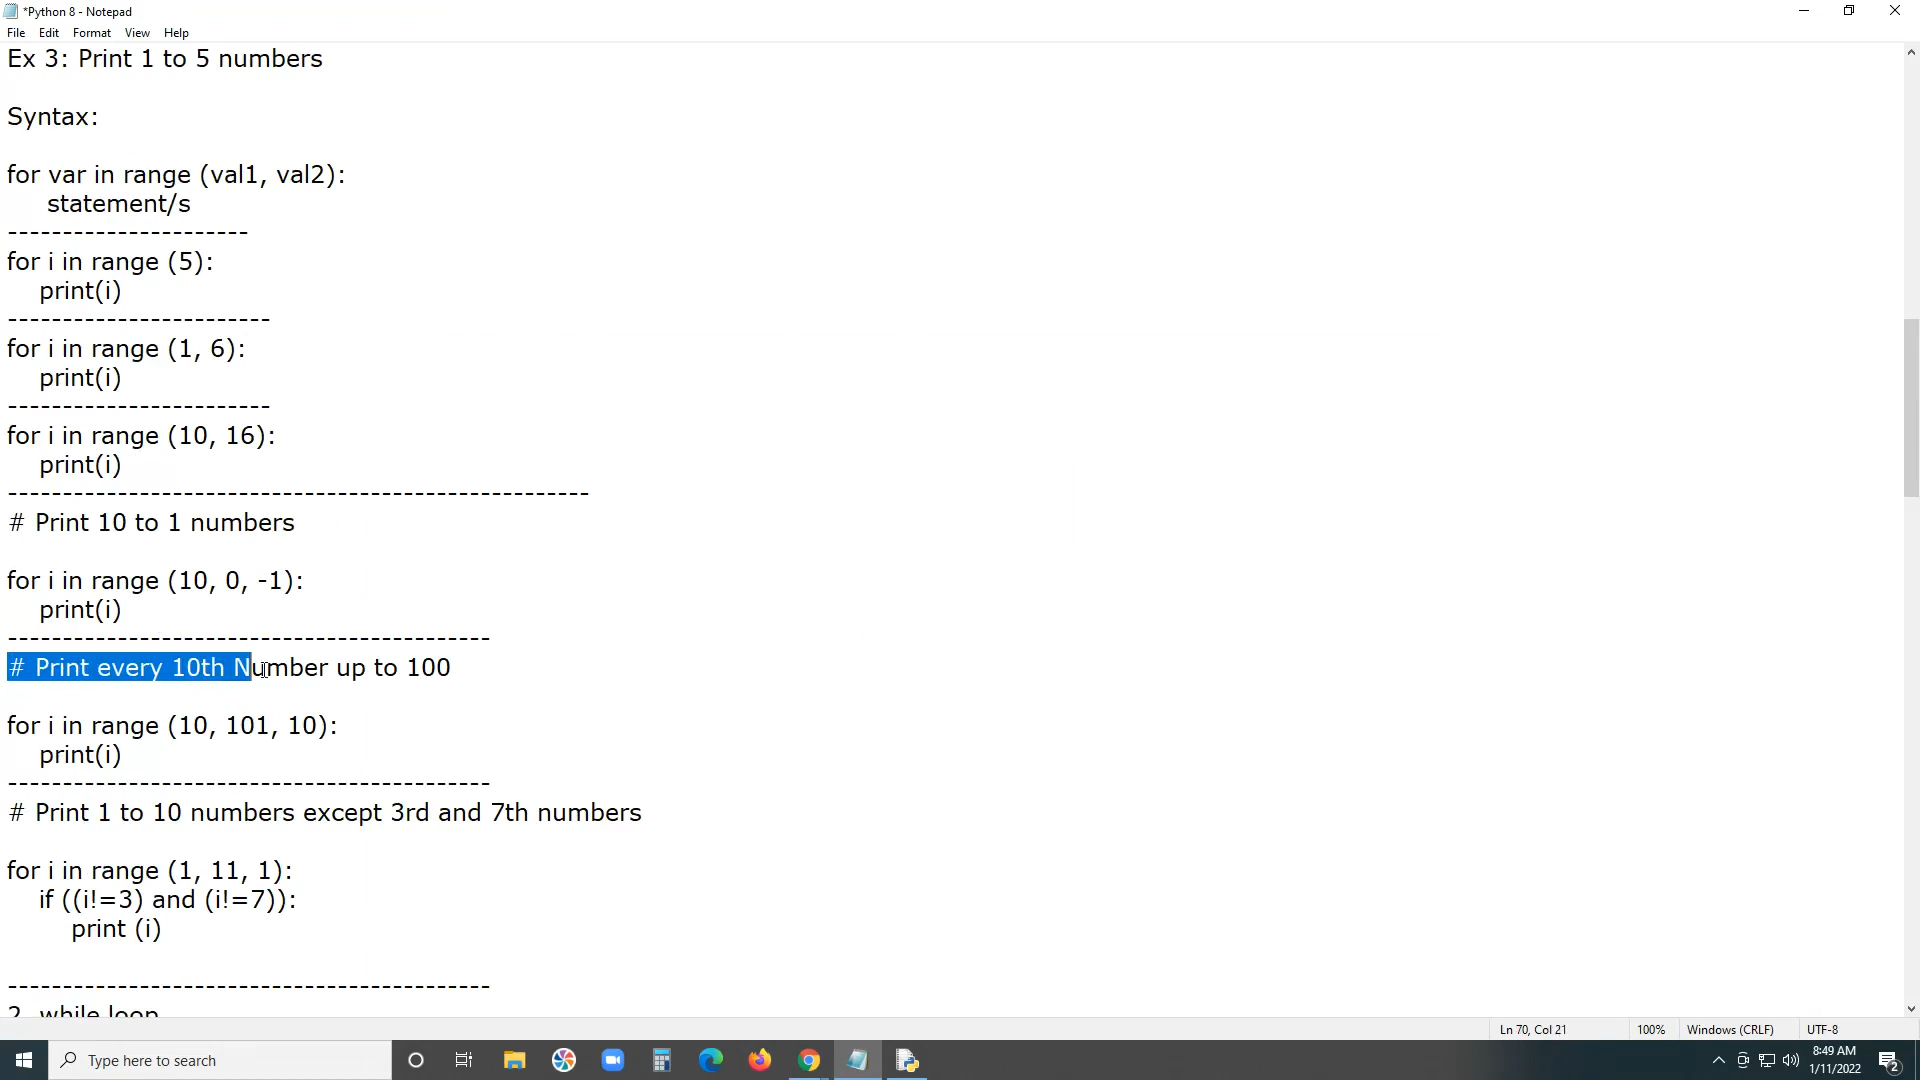 *Python 8 - Notepad
File Edit Format View Help
Ex 3: Print 1 to 5 numbers
Syntax:
for var in range (val1, val2):
statement/s
----------------------
for i in range (5):
print(i)
------------------------
for i in range (1, 6):
print(i)
------------------------
for i in range (10, 16):
print(i)
-----------------------------------------------------
# Print 10 to 1 numbers
for i in range (10, 0, -1):
print(i)
--------------------------------------------
# Print every 10th Number up to 100
for i in range (10, 101, 10):
print(i)
--------------------------------------------
# Print 1 to 10 numbers except 3rd and 7th numbers
for i in range (1, 11, 1):
if ((i!=3) and (i!=7)):
print (i)
--------------------------------------------
2. while loop
Ln 70, Col 21 100% Windows (CRLF) UTF-8
Type here to search
8:49 AM
1/11/2022
2